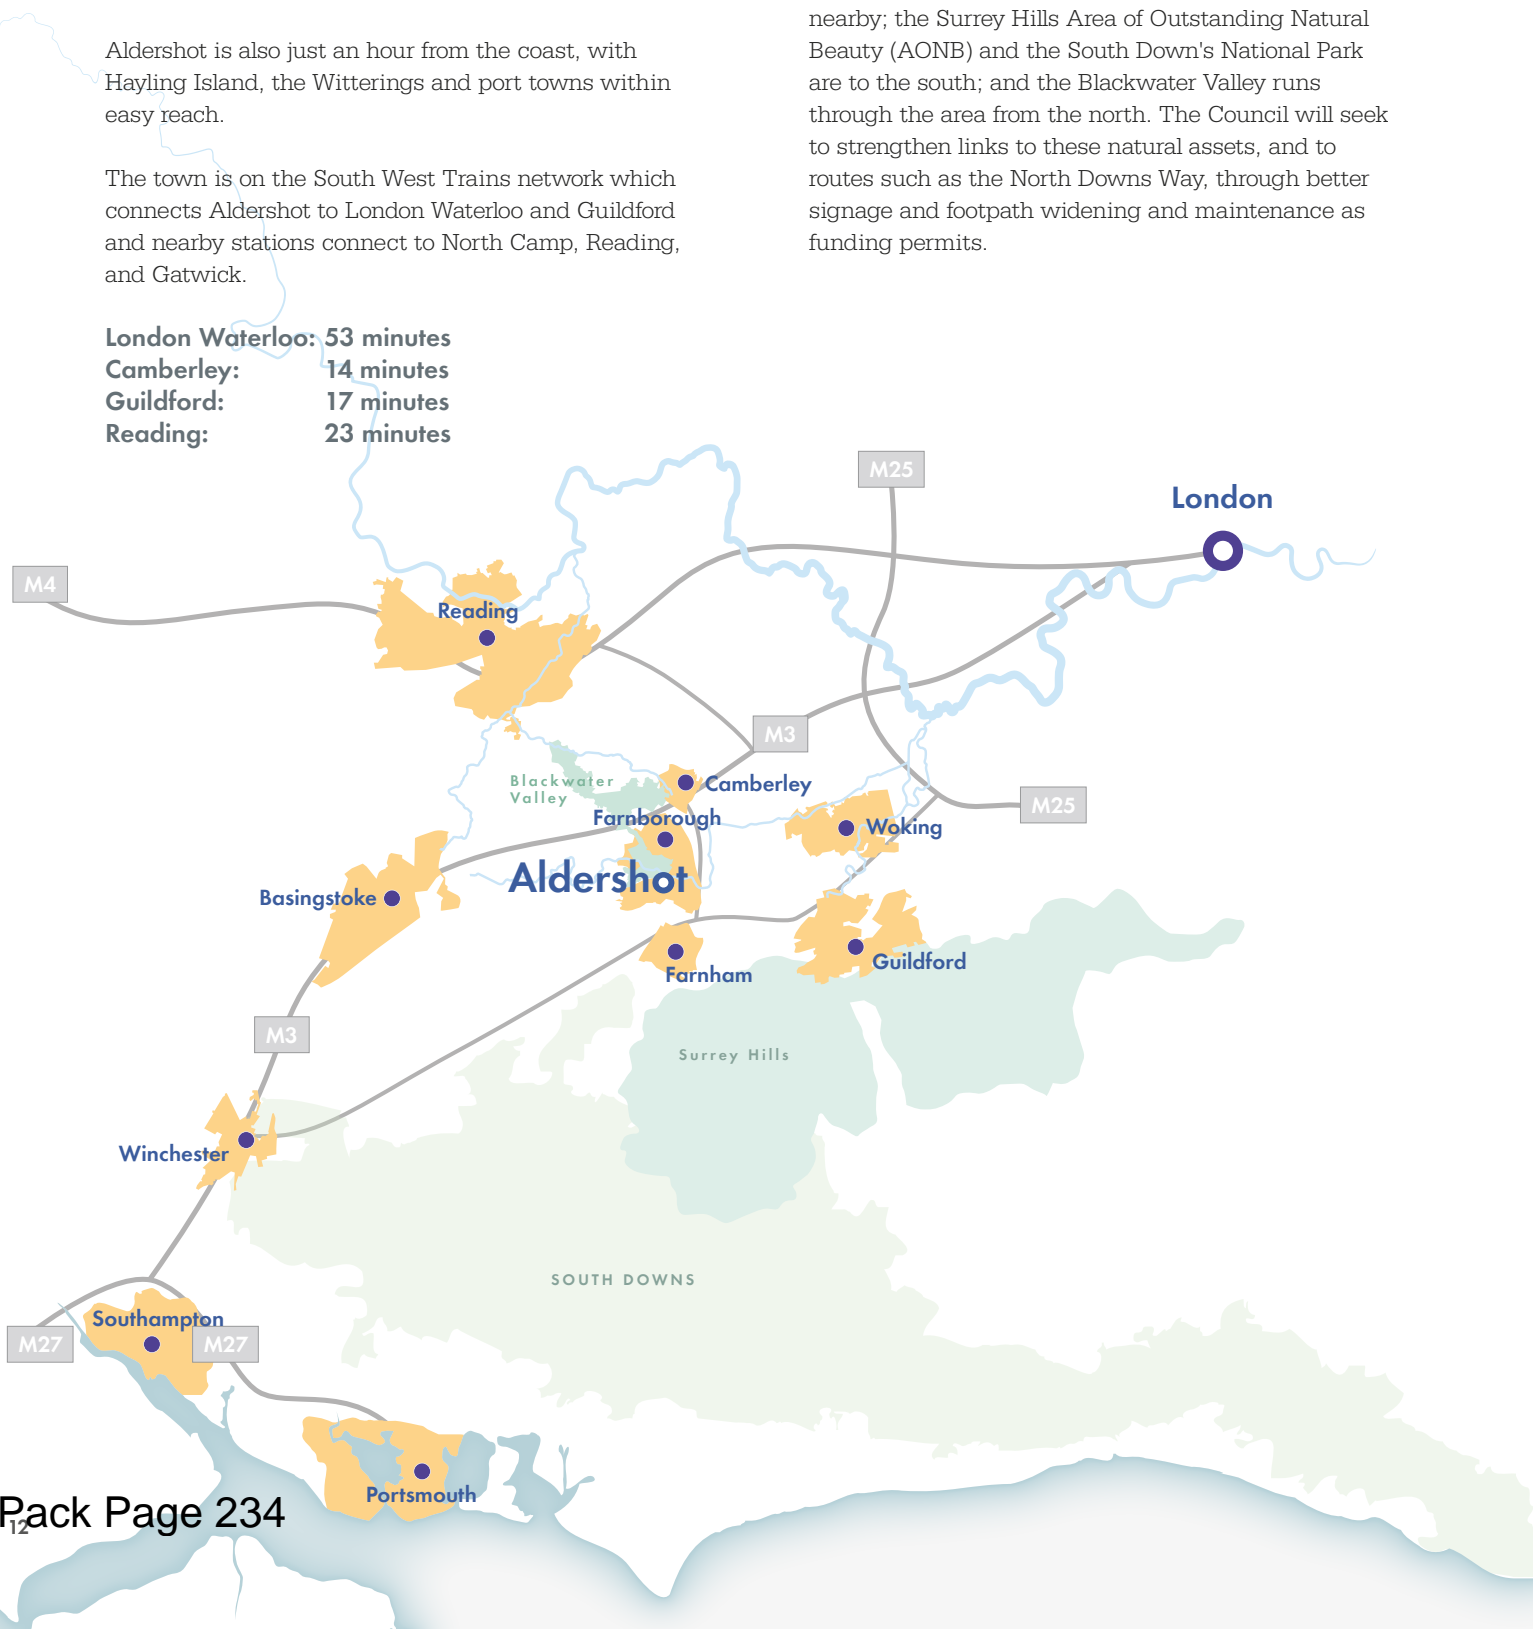 Aldershot is also just an hour from the coast, with
Hayling Island, the Witterings and port towns within
easy reach.
The town is on the South West Trains network which
connects Aldershot to London Waterloo and Guildford
and nearby stations connect to North Camp, Reading,
and Gatwick.
London Waterloo: 53 minutes
Camberley: 14 minutes
Guildford: 17 minutes
Reading: 23 minutes
nearby; the Surrey Hills Area of Outstanding Natural
Beauty (AONB) and the South Down's National Park
are to the south; and the Blackwater Valley runs
through the area from the north. The Council will seek
to strengthen links to these natural assets, and to
routes such as the North Downs Way, through better
signage and footpath widening and maintenance as
funding permits.
M25
London
M4
Reading
M3
Blackwater
Valley
Camberley
M25
Farnborough
Woking
Aldershot
Basingstoke
Guildford
Farnham
M3
Surrey Hills
Winchester
SOUTH DOWNS
Southampton
M27
M27
Portsmouth
Pack Page 234
12